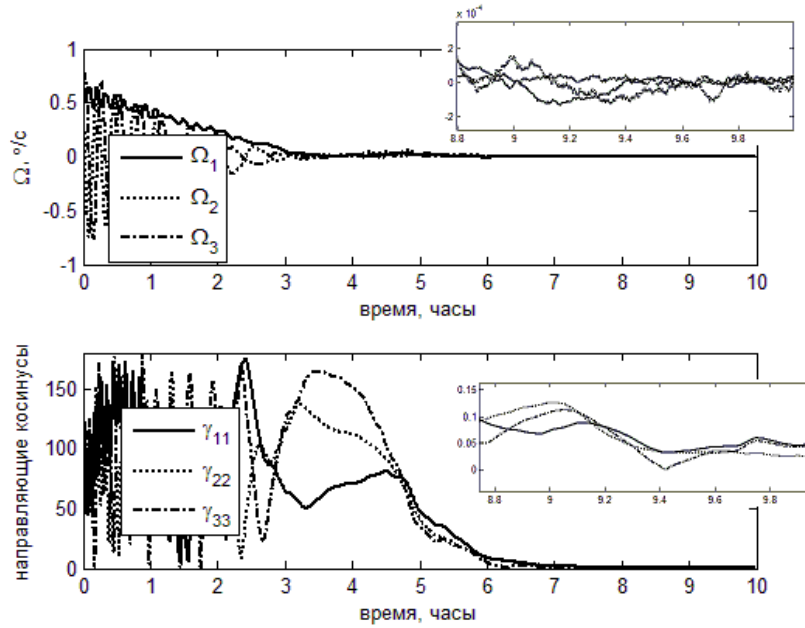 x 10⁻⁴
2
0
-2
8.8 9 9.2 9.4 9.6 9.8
1
0.5
0
-0.5
-1
Ω, º/с
Ω₁
Ω₂
Ω₃
0 1 2 3 4 5 6 7 8 9 10
время, часы
направляющие косинусы
150
100
50
0
γ₁₁
γ₂₂
γ₃₃
0.15
0.1
0.05
0
8.8 9 9.2 9.4 9.6 9.8
0 1 2 3 4 5 6 7 8 9 10
время, часы